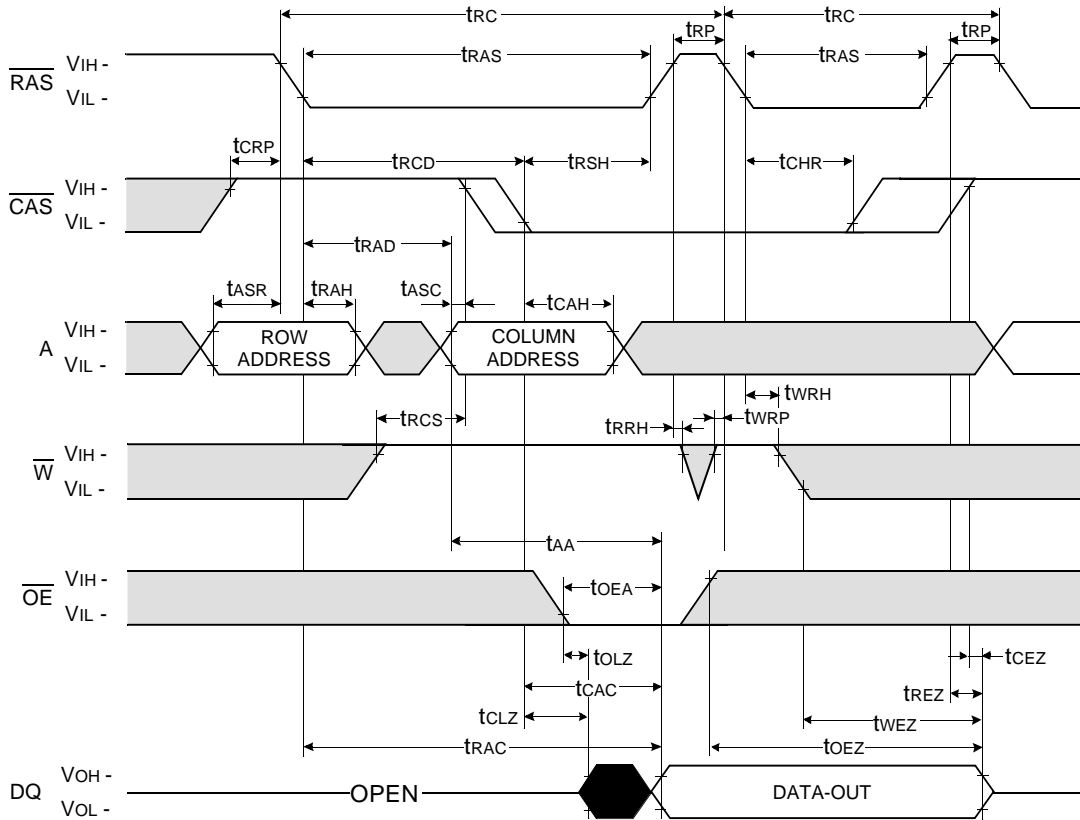 tRC tRC
tRP tRP
tRAS tRAS
RAS VIH -
VIL -
tCRP tRCD tRSH tCHR
CAS VIH -
VIL -
tRAD
tASR tRAH tASC tCAH
A VIH -
VIL -
ROW
ADDRESS
COLUMN
ADDRESS
tWRH
tRCS tRRH tWRP
W VIH -
VIL -
tAA
OE VIH -
VIL -
tOEA
tOLZ tCEZ
tCAC tREZ
tCLZ tWEZ
tRAC tOEZ
DQ VOH -
VOL -
OPEN DATA-OUT